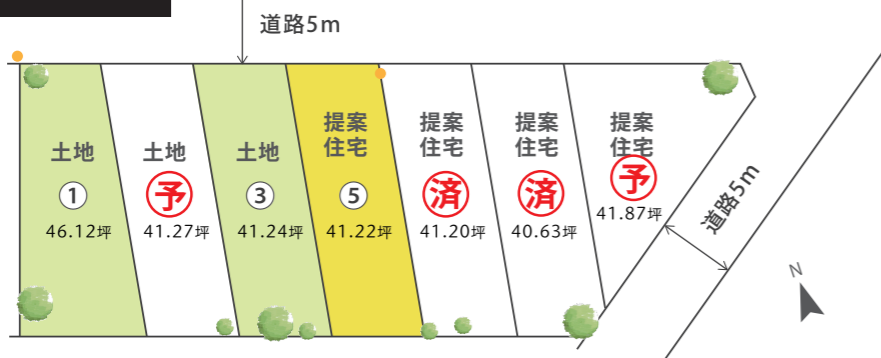 道路5m
土地
①
46.12坪
土地
予
41.27坪
土地
③
41.24坪
提案
住宅
⑤
41.22坪
提案
住宅
済
41.20坪
提案
住宅
済
40.63坪
提案
住宅
予
41.87坪
道路5m
N